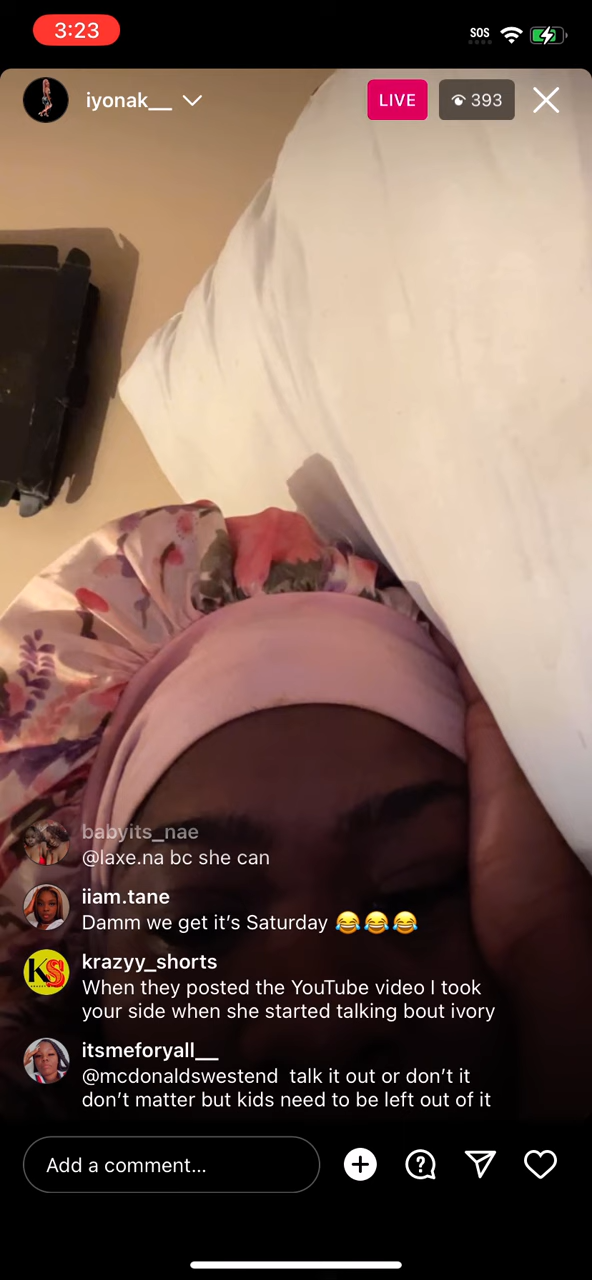 3:23
SOS
iyonak__
LIVE
393
babyits_nae
@laxe.na bc she can
iiam.tane
Damm we get it's Saturday 😂😂😂
KS
krazyy_shorts
When they posted the YouTube video I took
your side when she started talking bout ivory
itsmeforyall__
@mcdonaldswestend  talk it out or don't it
don't matter but kids need to be left out of it
Add a comment...